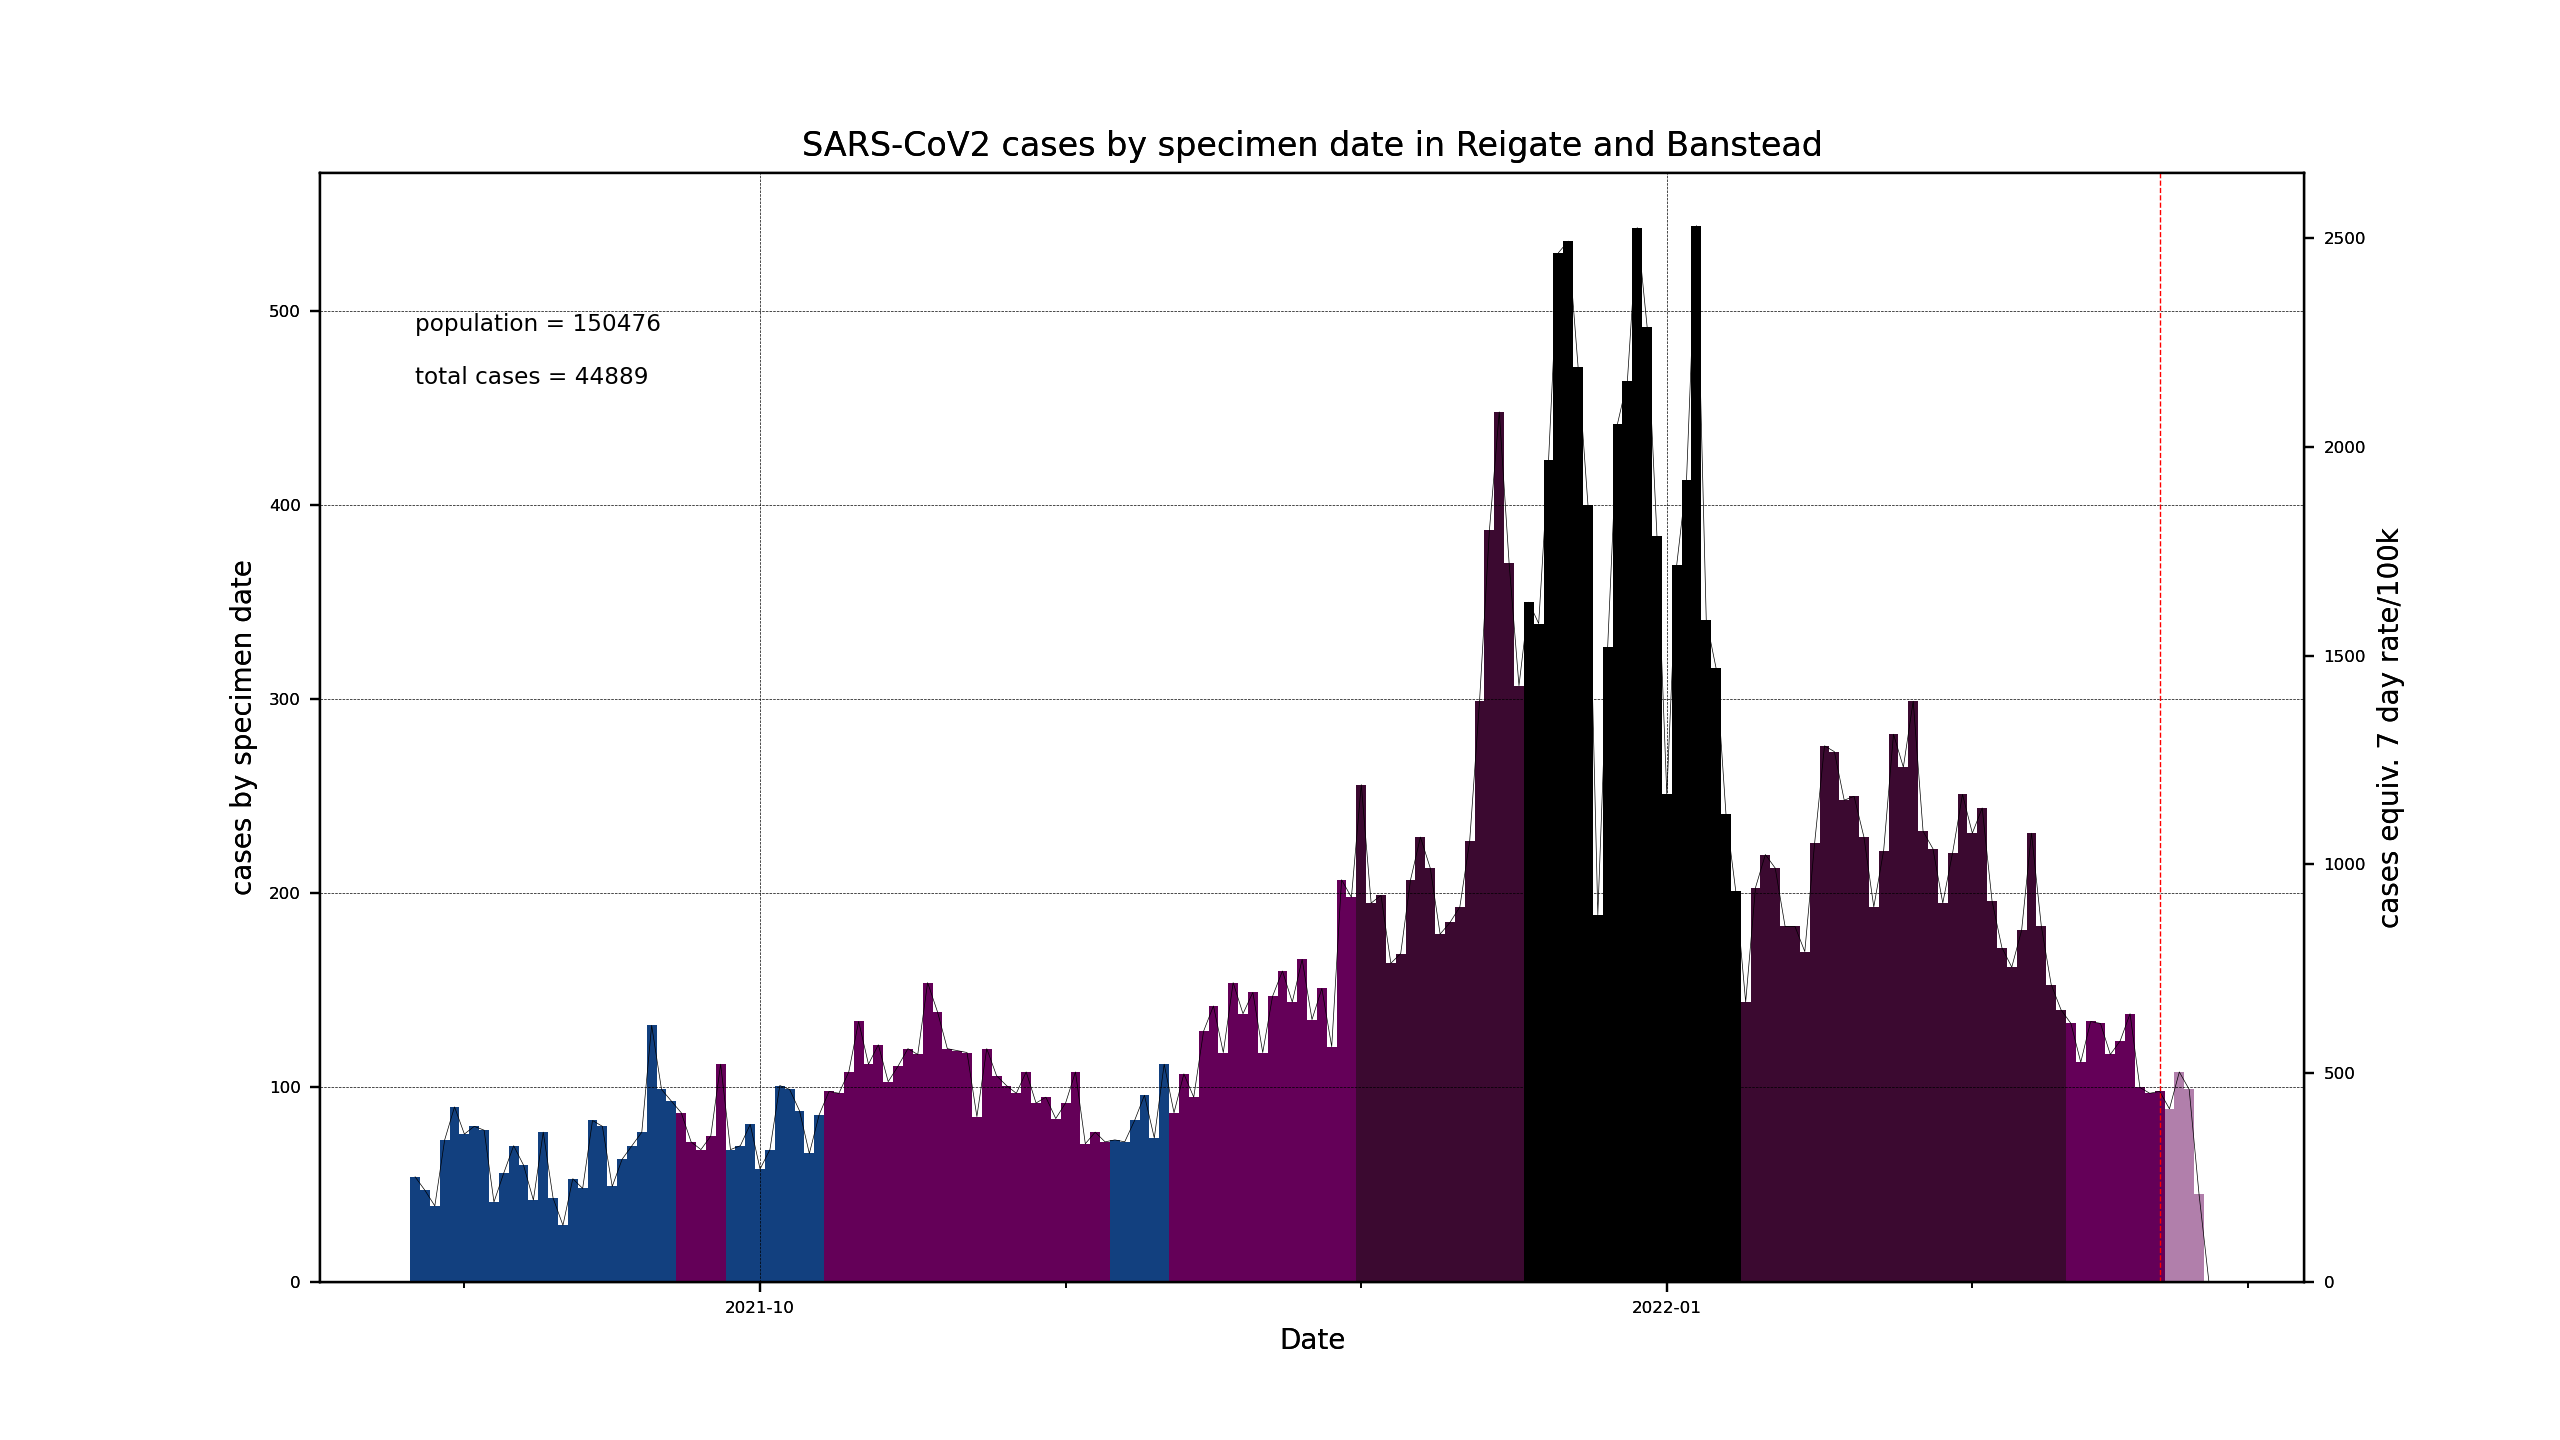 SARS-CoV2 cases by specimen date in Reigate and Banstead
population = 150476
total cases = 44889
cases by specimen date
500
400
300
200
100
0
2500
2000
1500
1000
500
0
cases equiv. 7 day rate/100k
2021-10
2022-01
Date